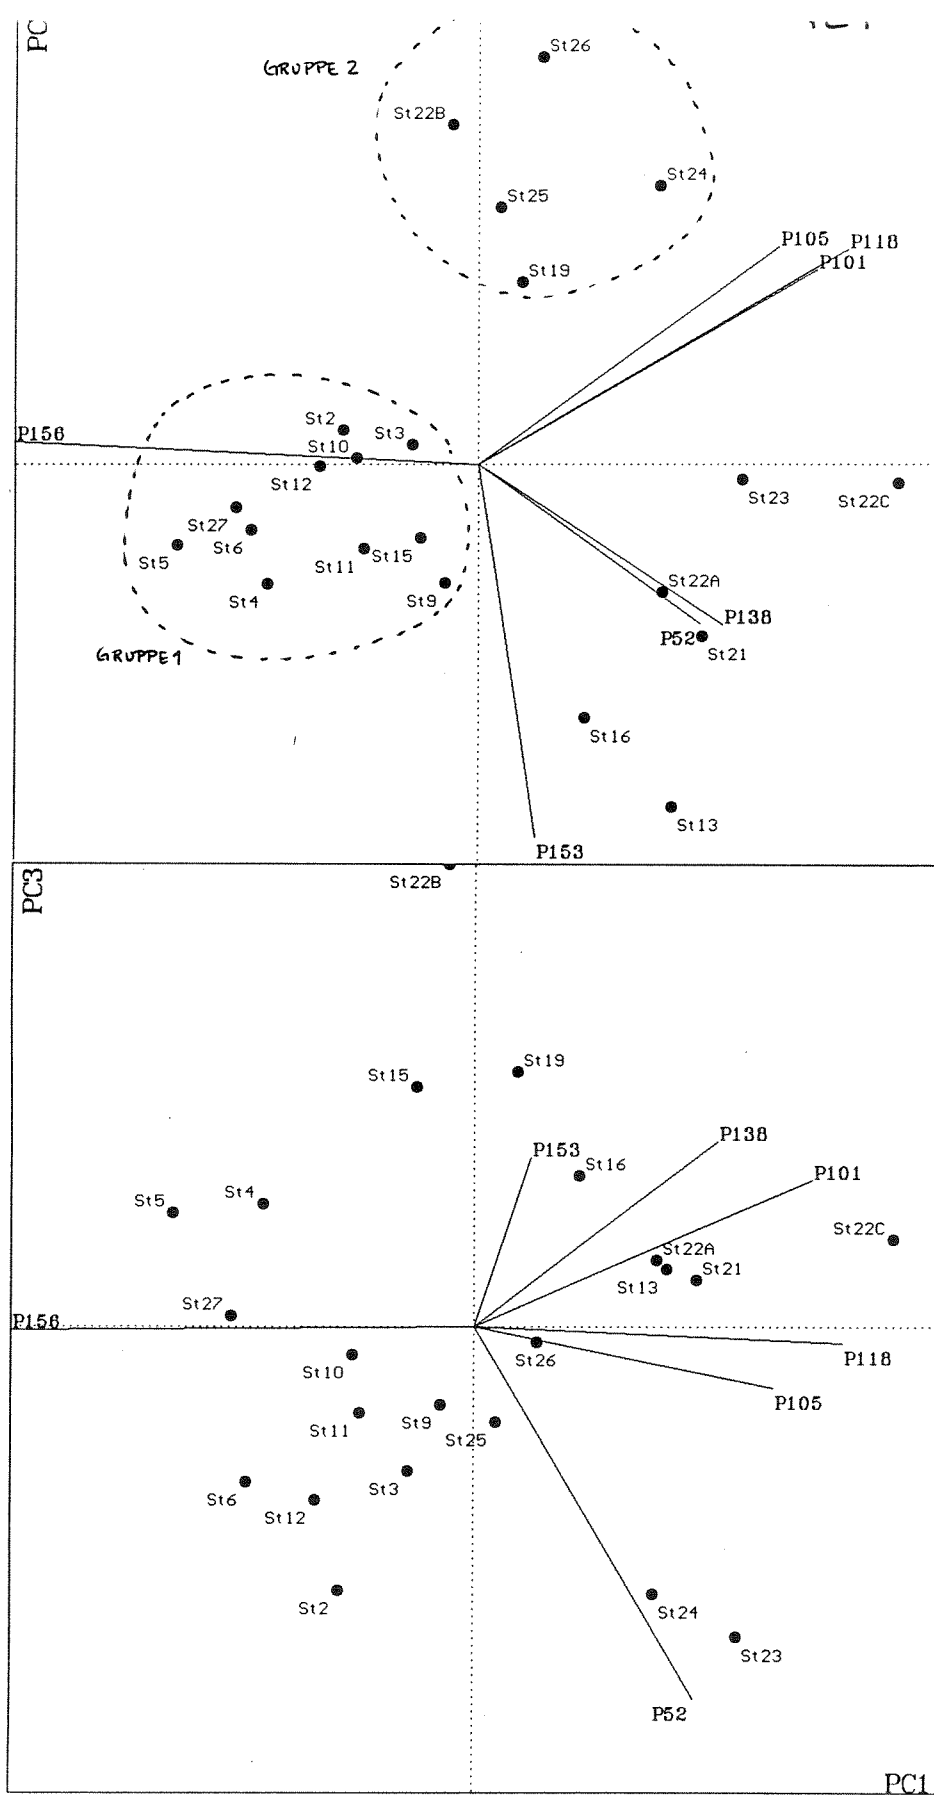 PC
St26
GRUPPE 2
St22B
St24
St25
P105 P118
P101
St19
St2
St3
P156
St10
St12
St23 St22C
St27
St6
St5
St11 St15
St22A
St4
St9
P138
P52
St21
GRUPPE 1
St16
St13
P153
St22B
PC3
St19
St15
P138
P153
St16
P101
St4
St5
St22C
St22A
St21
St13
St27
P156
St26
St10
P118
P105
St9
St11
St25
St3
St6
St12
St2
St24
St23
P52
PC1